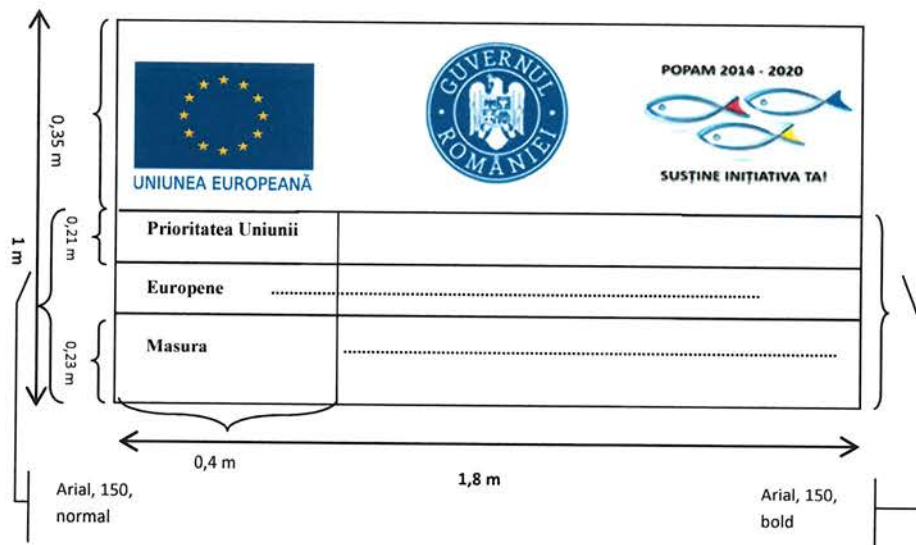 GUVERNUL ROMÂNIEI
POPAM 2014 - 2020
UNIUNEA EUROPEANĂ
SUSȚINE INIȚIATIVA TA!
0,35 m
0,21 m
1 m
0,23 m
Prioritatea Uniunii
Europene ........................................................
Masura ........................................................
0,4 m
1,8 m
Arial, 150,
normal
Arial, 150,
bold